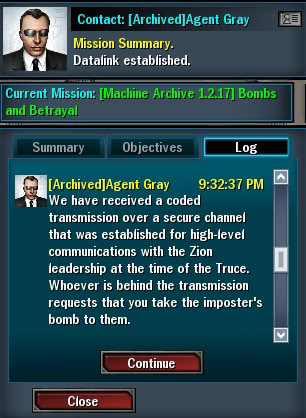 Contact: [Archived]Agent Gray
Mission Summary.
Datalink established.
Current Mission: [Machine Archive 1.2.17] Bombs
and Betrayal
Summary
Objectives
Log
[Archived]Agent Gray 9:32:37 PM
We have received a coded
transmission over a secure channel
that was established for high-level
communications with the Zion
leadership at the time of the Truce.
Whoever is behind the transmission
requests that you take the imposter's
bomb to them.
Continue
Close